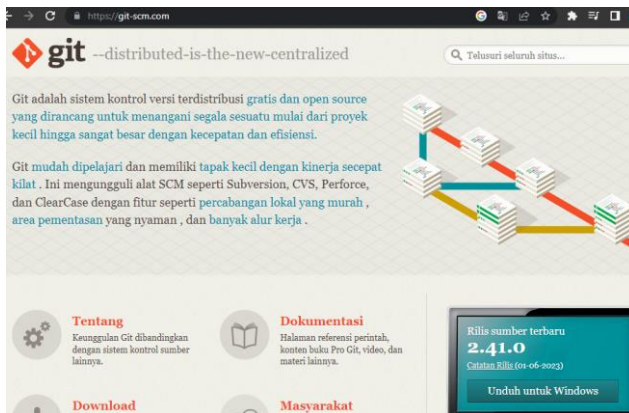 https://git-scm.com
git --distributed-is-the-new-centralized
Telusuri seluruh situs...
Git adalah sistem kontrol versi terdistribusi gratis dan open source
yang dirancang untuk menangani segala sesuatu mulai dari proyek
kecil hingga sangat besar dengan kecepatan dan efisiensi.
Git mudah dipelajari dan memiliki tapak kecil dengan kinerja secepat
kilat . Ini mengungguli alat SCM seperti Subversion, CVS, Perforce,
dan ClearCase dengan fitur seperti percabangan lokal yang murah ,
area pementasan yang nyaman , dan banyak alur kerja .
Tentang
Keunggulan Git dibandingkan
dengan sistem kontrol sumber
lainnya.
Dokumentasi
Halaman referensi perintah,
konten buku Pro Git, video, dan
materi lainnya.
Download
Masyarakat
Rilis sumber terbaru
2.41.0
Catatan Rilis (01-06-2023)
Unduh untuk Windows